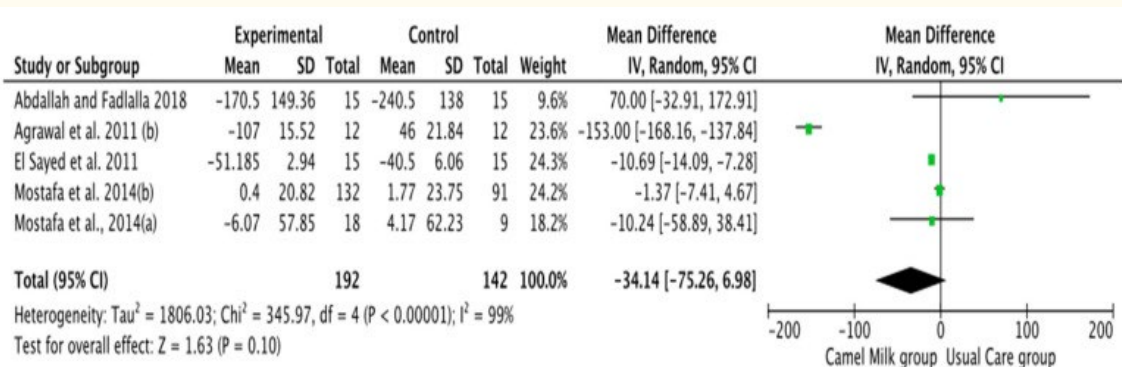 Experimental Control Mean Difference Mean Difference
Study or Subgroup Mean SD Total Mean SD Total Weight IV, Random, 95% CI IV, Random, 95% CI
Abdallah and Fadlalla 2018 −170.5 149.36 15 −240.5 138 15 9.6% 70.00 [−32.91, 172.91]
Agrawal et al. 2011 (b) −107 15.52 12 46 21.84 12 23.6% −153.00 [−168.16, −137.84]
El Sayed et al. 2011 −51.185 2.94 15 −40.5 6.06 15 24.3% −10.69 [−14.09, −7.28]
Mostafa et al. 2014(b) 0.4 20.82 132 1.77 23.75 91 24.2% −1.37 [−7.41, 4.67]
Mostafa et al., 2014(a) −6.07 57.85 18 4.17 62.23 9 18.2% −10.24 [−58.89, 38.41]
Total (95% CI) 192 142 100.0% −34.14 [−75.26, 6.98]
Heterogeneity: Tau² = 1806.03; Chi² = 345.97, df = 4 (P < 0.00001); I² = 99%
Test for overall effect: Z = 1.63 (P = 0.10)
−200 −100 0 100 200
Camel Milk group Usual Care group